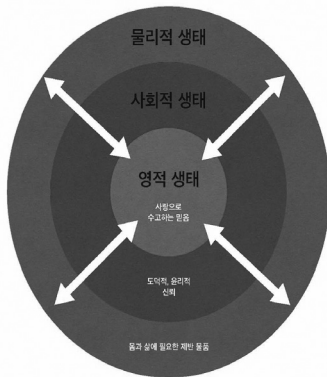 물리적 생태
사회적 생태
영적 생태
사랑으로
수고하는 믿음
도덕적, 윤리적
신뢰
몸과 삶에 필요한 제반 물품